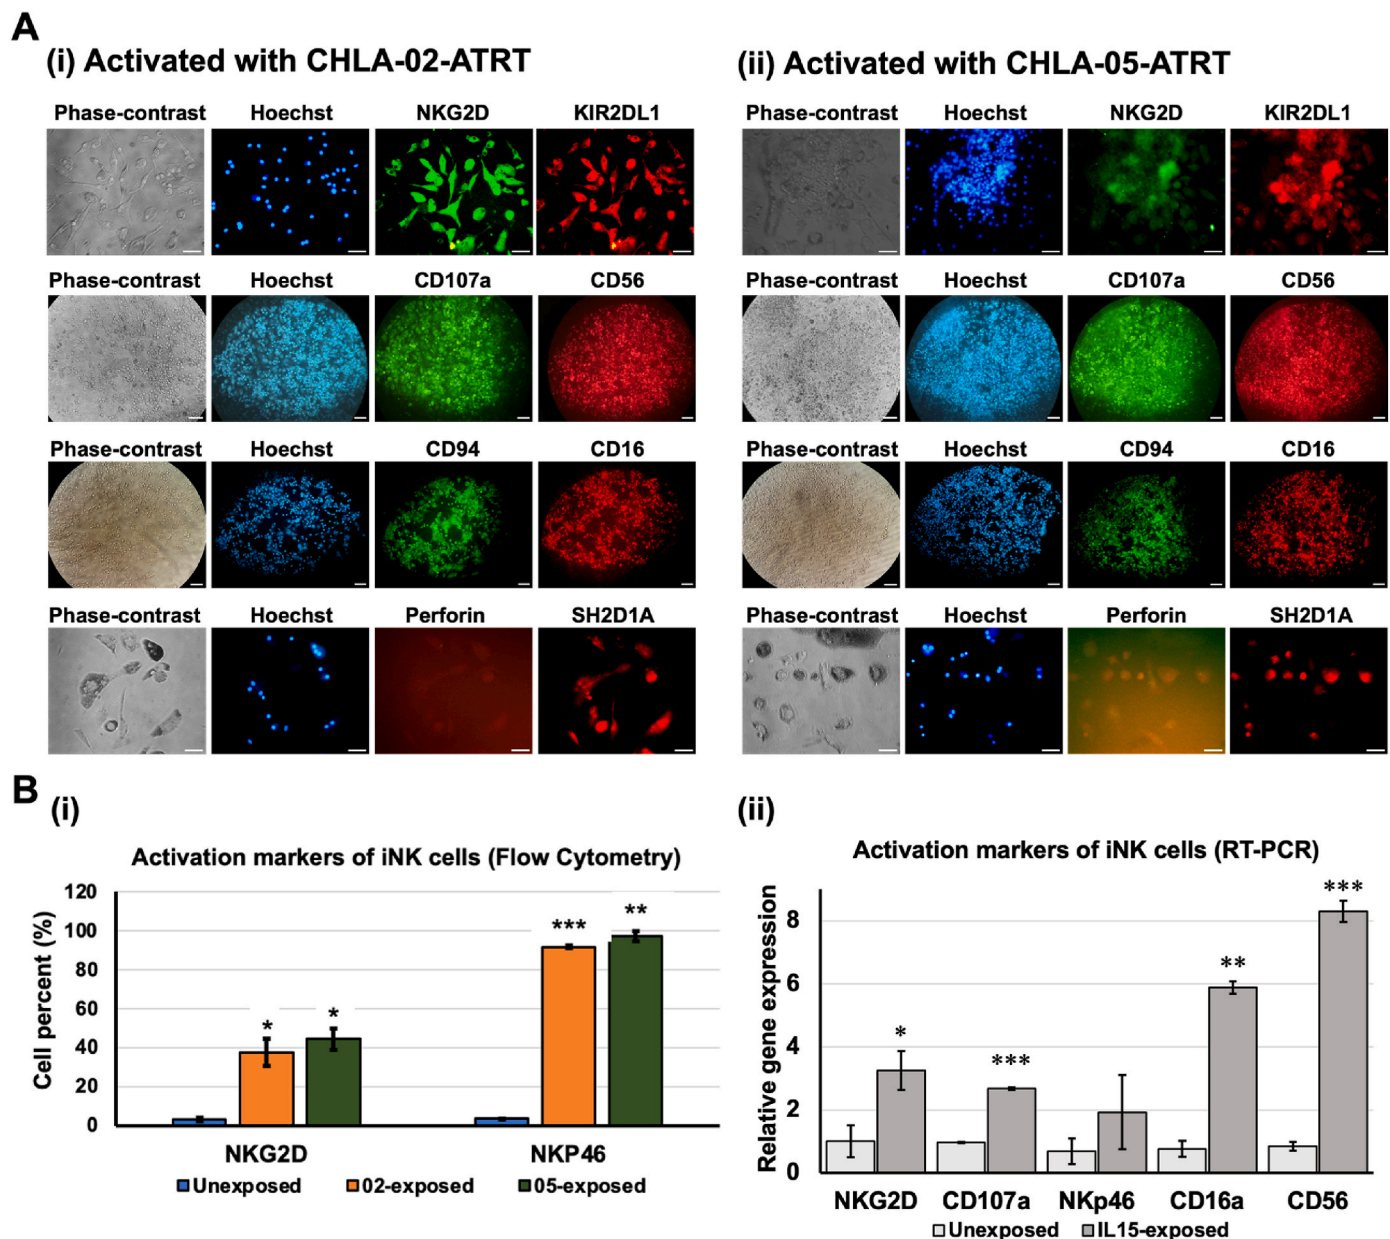 A
(i) Activated with CHLA-02-ATRT
(ii) Activated with CHLA-05-ATRT
Phase-contrast Hoechst NKG2D KIR2DL1
Phase-contrast Hoechst NKG2D KIR2DL1
Phase-contrast Hoechst CD107a CD56
Phase-contrast Hoechst CD107a CD56
Phase-contrast Hoechst CD94 CD16
Phase-contrast Hoechst CD94 CD16
Phase-contrast Hoechst Perforin SH2D1A
Phase-contrast Hoechst Perforin SH2D1A
B
(i)
Activation markers of iNK cells (Flow Cytometry)
Cell percent (%)
120
100
80
60
40
20
0
* * *** **
NKG2D NKP46
Unexposed 02-exposed 05-exposed
(ii)
Activation markers of iNK cells (RT-PCR)
Relative gene expression
8
6
4
2
0
* *** ** ***
NKG2D CD107a NKp46 CD16a CD56
Unexposed IL15-exposed